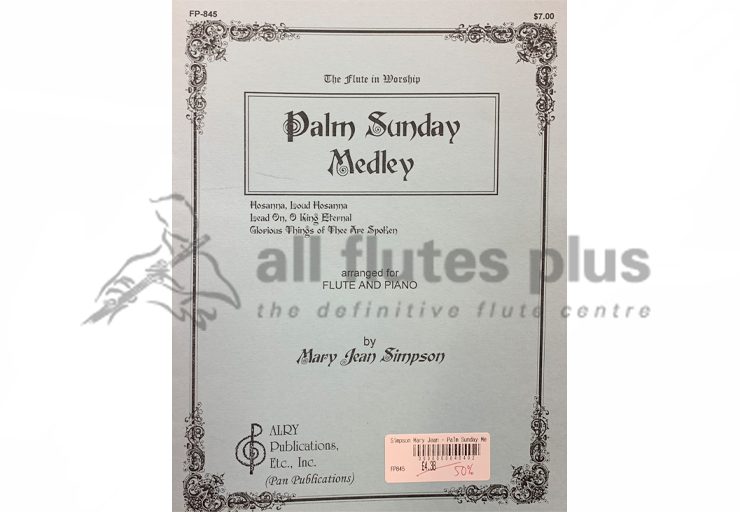 FP-845
$7.00
The Flute in Worship
Palm Sunday
Medley
Hosanna, Loud Hosanna
Lead On, O King Eternal
Glorious Things of Thee Are Spoken
all flutes plus
the definitive flute centre
arranged for
FLUTE AND PIANO
by
Mary Jean Simpson
ALRY
Publications,
Etc., Inc.
(Pan Publications)
Simpson Mary Jean - Palm Sunday Me
FP845
50%